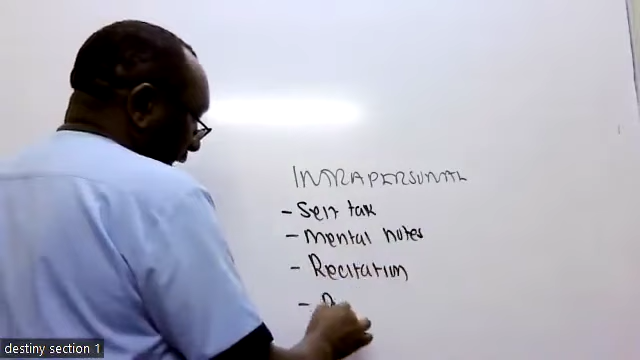 INTRAPERSONAL
- Self talk
- Mental notes
- Recitation
-
destiny section 1